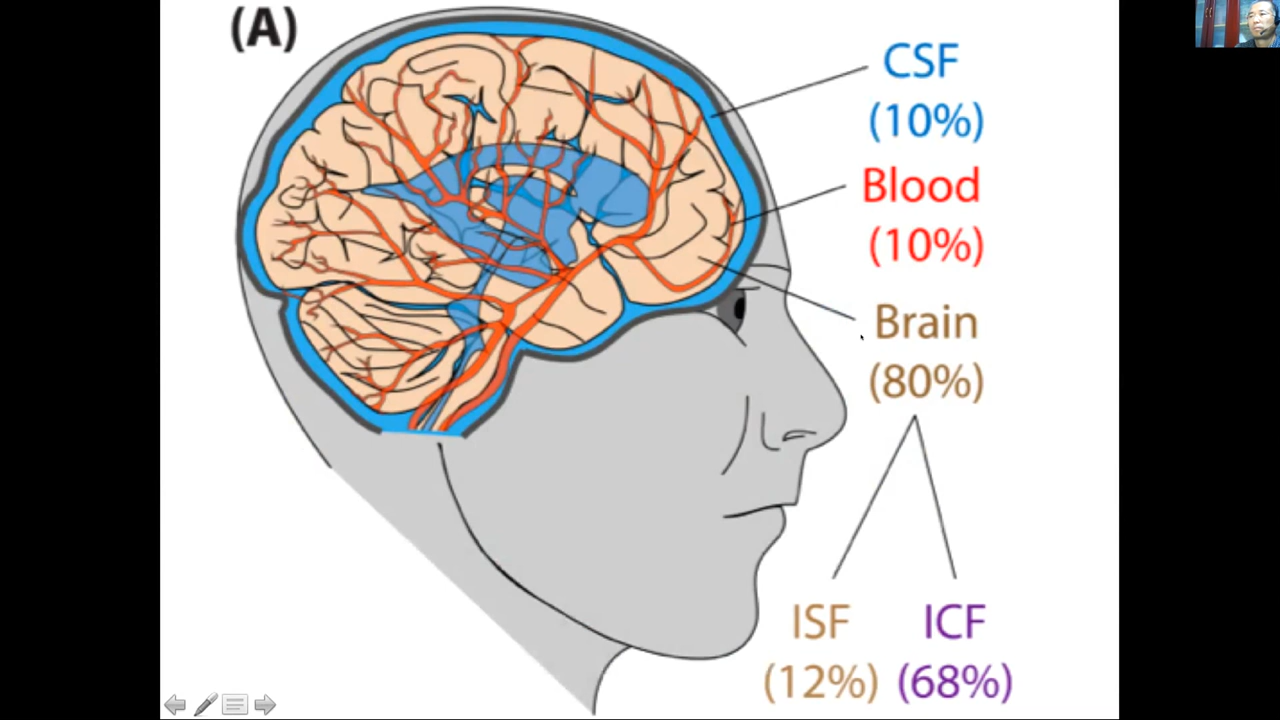 (A)
CSF
(10%)
Blood
(10%)
Brain
(80%)
ISF
(12%)
ICF
(68%)